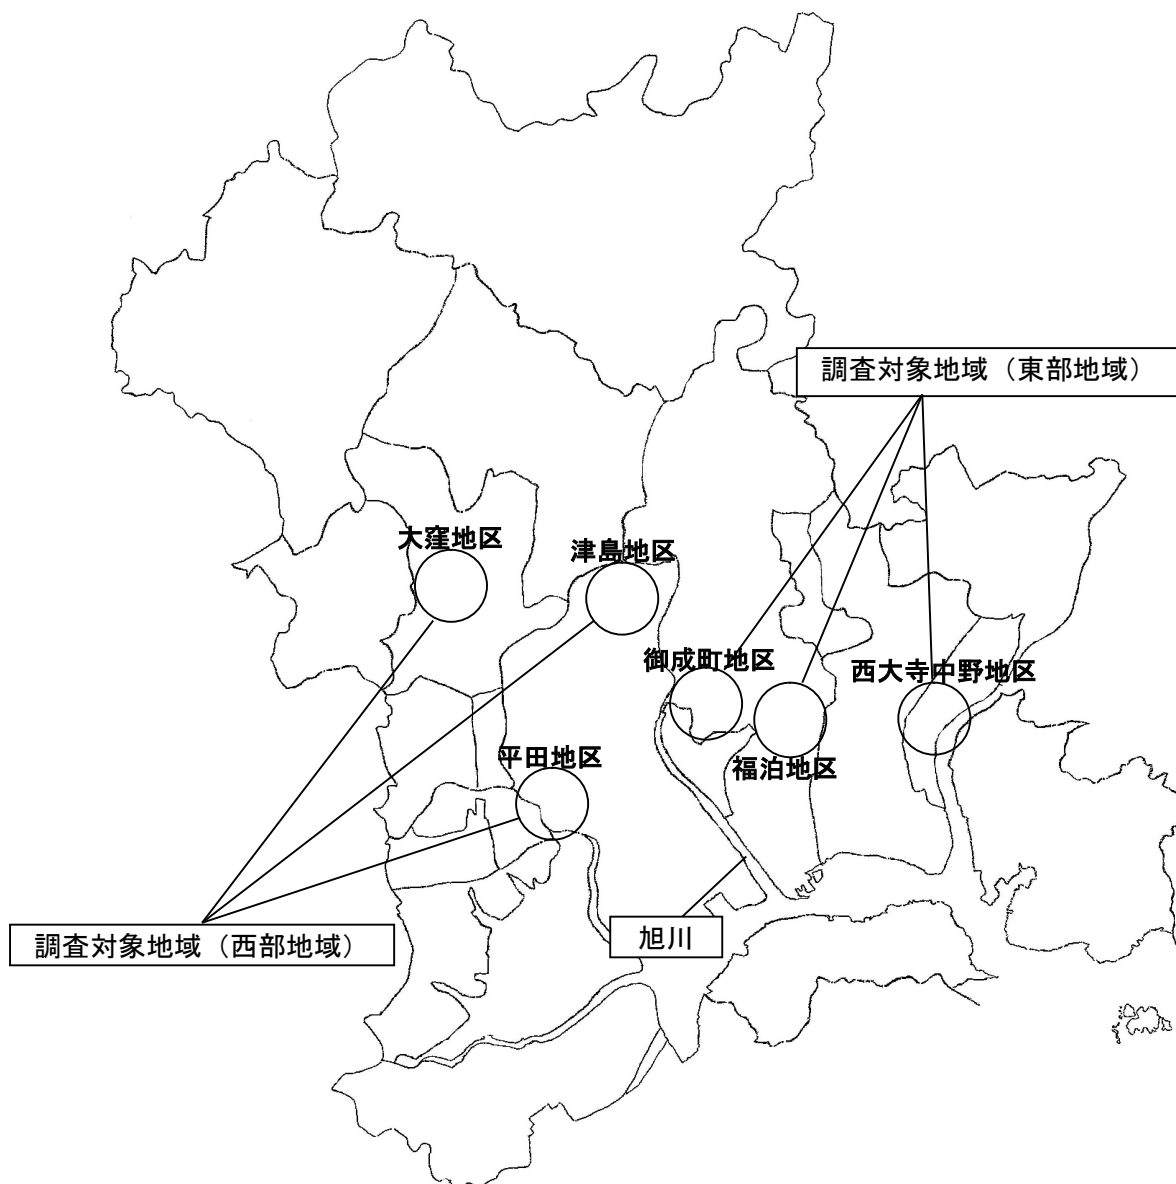 調査対象地域（東部地域）
大窪地区
津島地区
御成町地区
西大寺中野地区
平田地区
福泊地区
調査対象地域（西部地域）
旭川